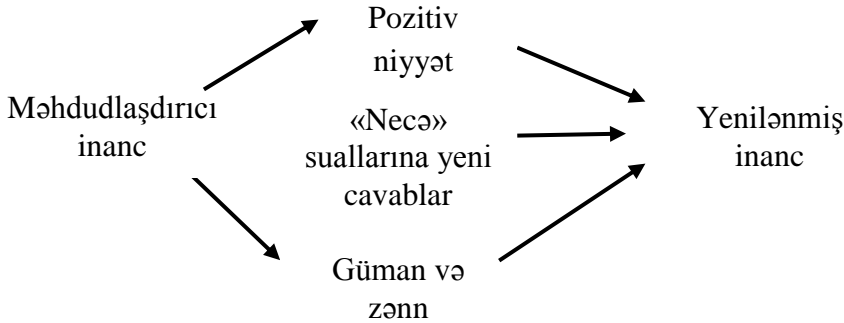 Pozitiv
niyyət
Məhdudlaşdırıcı
inanc
«Necə»
suallarına yeni
cavablar
Yenilənmiş
inanc
Güman və
zənn